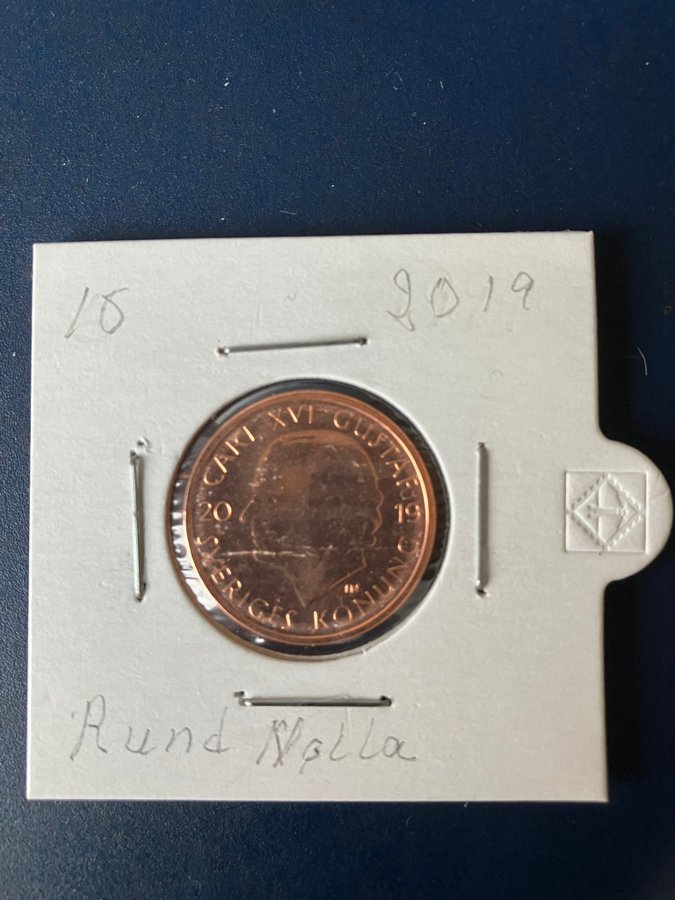 10 2019
CARL XVI GUSTAF
20 19
SVERIGES KONUNG
Rund Nolla